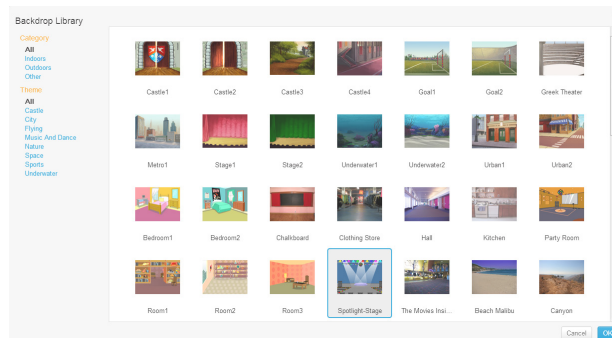 Backdrop Library
Category
All
Indoors
Outdoors
Other
Theme
All
Castle
City
Flying
Music And Dance
Nature
Space
Sports
Underwater
Castle1 Castle2 Castle3 Castle4 Goal1 Goal2 Greek Theater
Metro1 Stage1 Stage2 Underwater1 Underwater2 Urban1 Urban2
Bedroom1 Bedroom2 Chalkboard Clothing Store Hall Kitchen Party Room
Room1 Room2 Room3 Spotlight-Stage The Movies Insi... Beach Malibu Canyon
Cancel OK